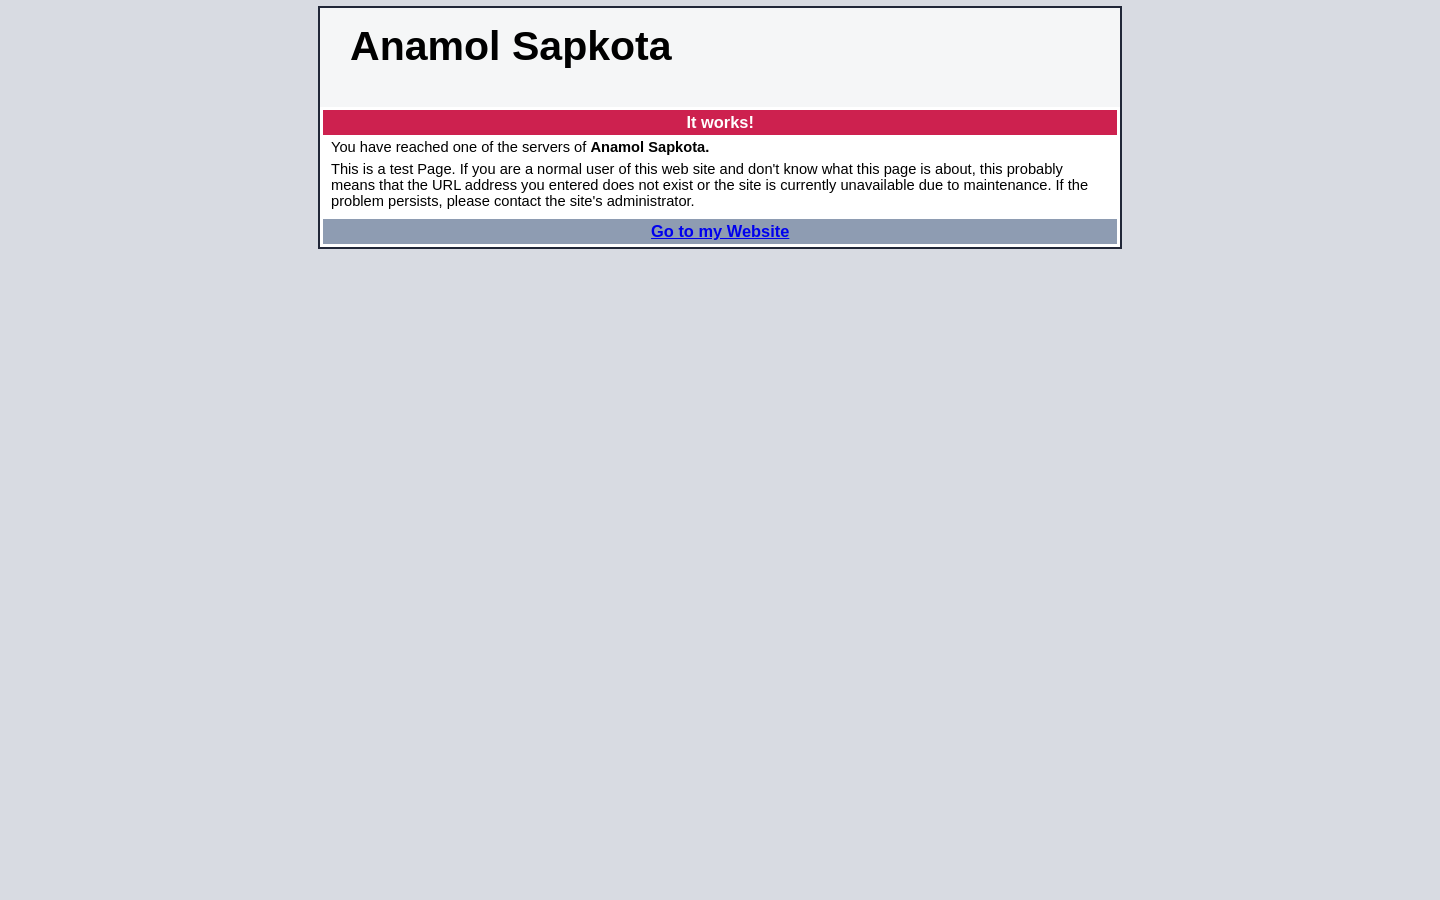 Anamol Sapkota
It works!
You have reached one of the servers of Anamol Sapkota.
This is a test Page. If you are a normal user of this web site and don't know what this page is about, this probably
means that the URL address you entered does not exist or the site is currently unavailable due to maintenance. If the
problem persists, please contact the site's administrator.
Go to my Website